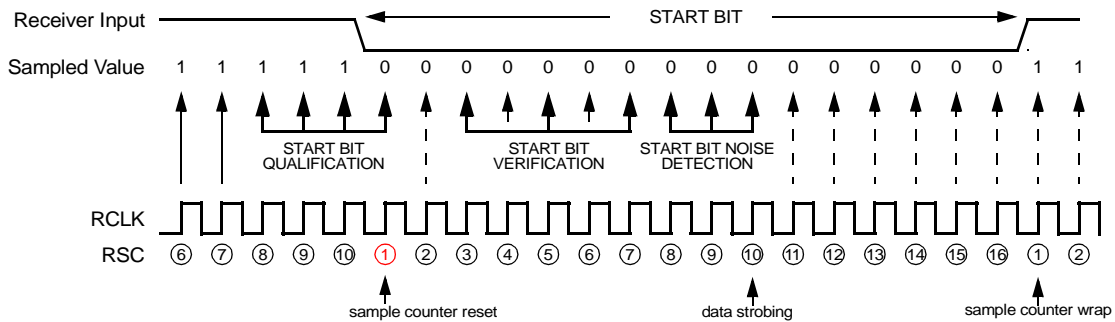 Receiver Input
START BIT
Sampled Value 1 1 1 1 1 0 0 0 0 0 0 0 0 0 0 0 0 0 0 0 0 1 1
START BIT QUALIFICATION
START BIT VERIFICATION
START BIT NOISE DETECTION
RCLK
RSC 6 7 8 9 10 1 2 3 4 5 6 7 8 9 10 11 12 13 14 15 16 1 2
sample counter reset
data strobing
sample counter wrap